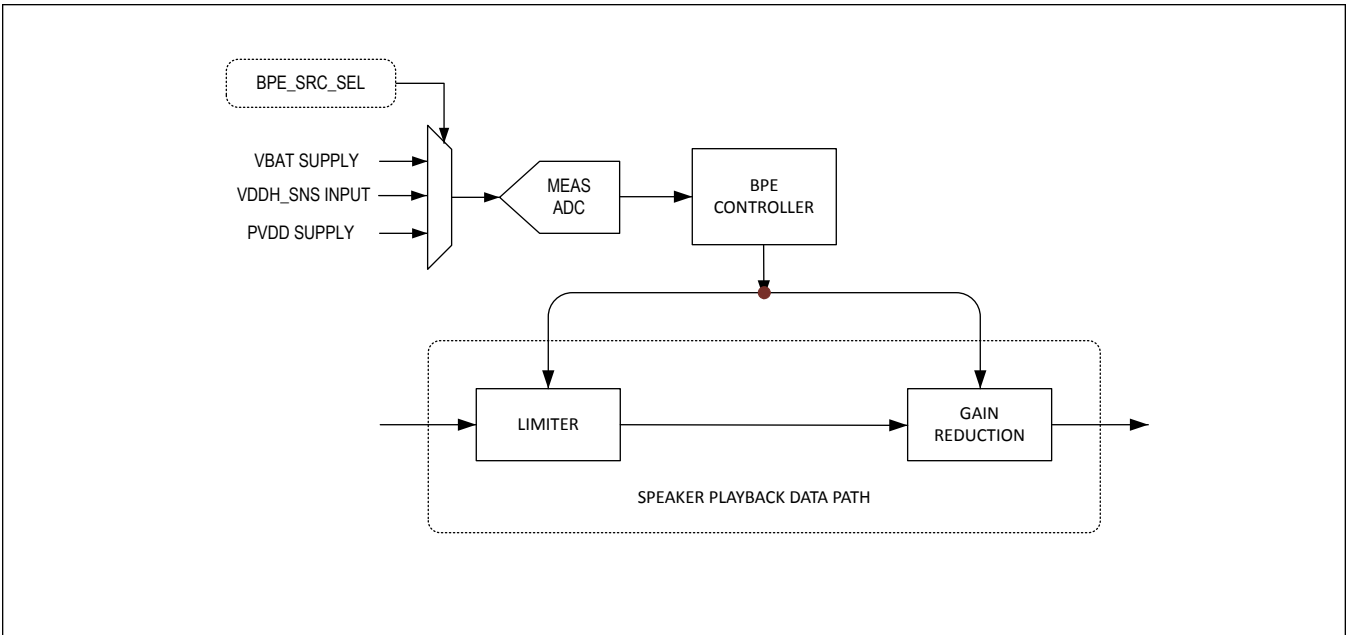 BPE_SRC_SEL
VBAT SUPPLY
VDDH_SNS INPUT
PVDD SUPPLY
MEAS
ADC
BPE
CONTROLLER
LIMITER
GAIN
REDUCTION
SPEAKER PLAYBACK DATA PATH